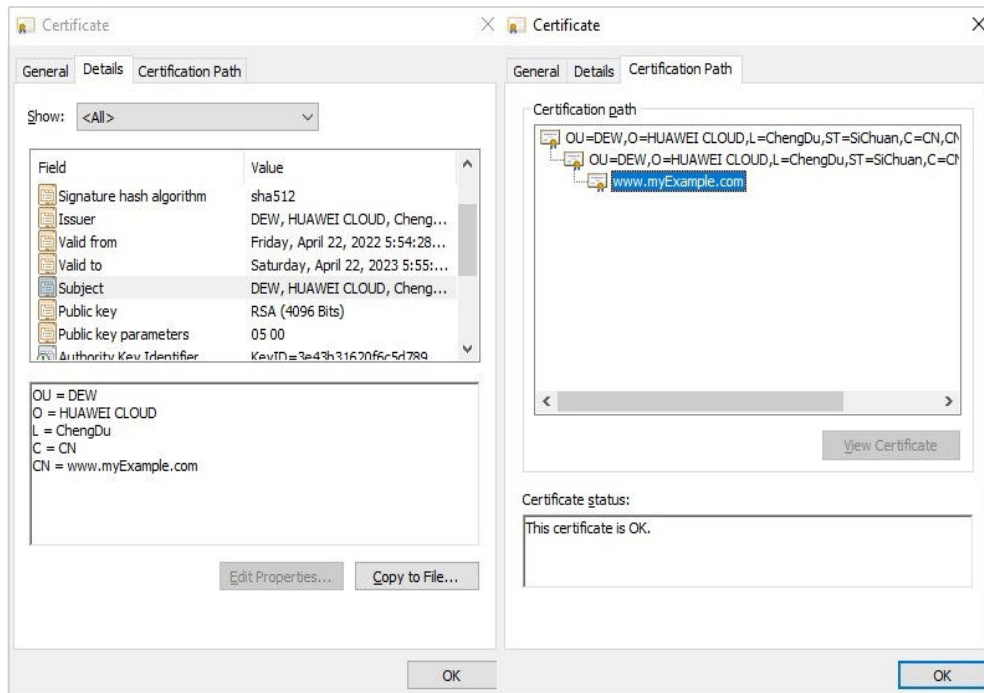 Certificate
General Details Certification Path
Show: <All>
Field Value
Signature hash algorithm sha512
Issuer DEW, HUAWEI CLOUD, Cheng...
Valid from Friday, April 22, 2022 5:54:28...
Valid to Saturday, April 22, 2023 5:55:...
Subject DEW, HUAWEI CLOUD, Cheng...
Public key RSA (4096 Bits)
Public key parameters 05 00
Authority Key Identifier KeyID=3e43b31620f6c5d789
OU = DEW
O = HUAWEI CLOUD
L = ChengDu
C = CN
CN = www.myExample.com
Edit Properties... Copy to File...
OK
Certificate
General Details Certification Path
Certification path
OU=DEW,O=HUAWEI CLOUD,L=ChengDu,ST=SiChuan,C=CN,CN
OU=DEW,O=HUAWEI CLOUD,L=ChengDu,ST=SiChuan,C=CN
www.myExample.com
View Certificate
Certificate status:
This certificate is OK.
OK